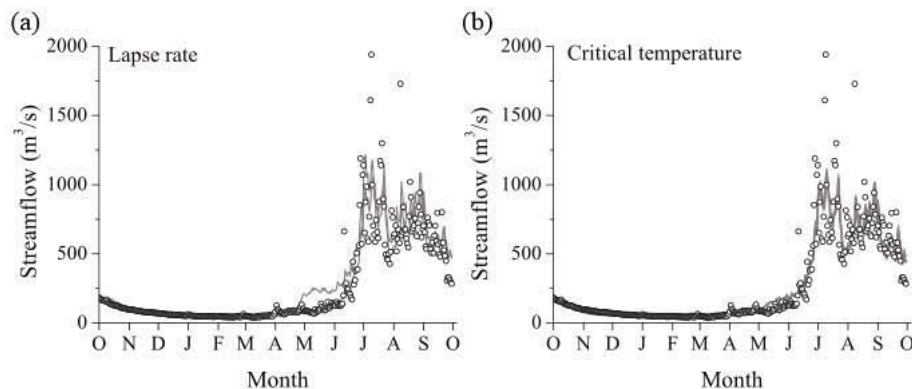 (a)
Lapse rate
Streamflow (m³/s)
2000
1500
1000
500
0
O N D J F M A M J J A S O
Month
(b)
Critical temperature
Streamflow (m³/s)
2000
1500
1000
500
0
O N D J F M A M J J A S O
Month